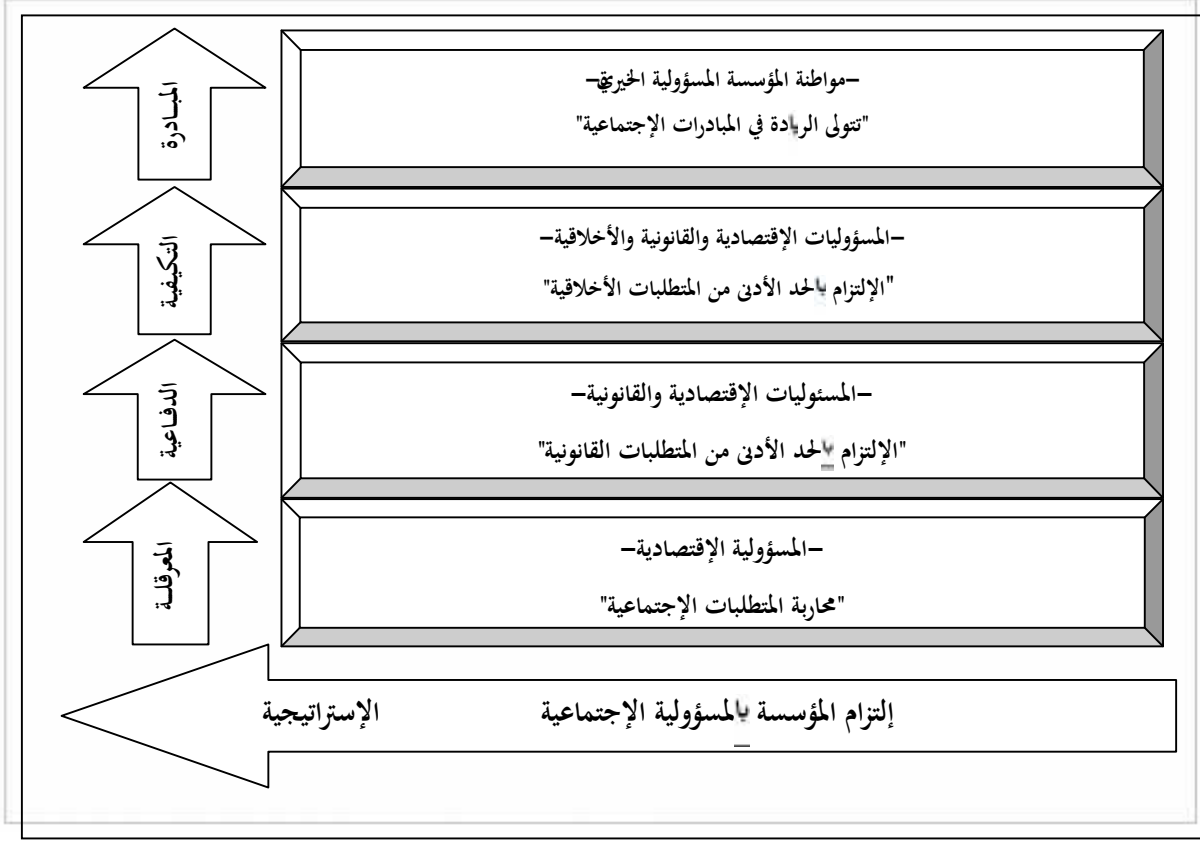 المبادرة
–مواطنة المؤسسة المسؤولية الخيرية–
"تتولى الريادة في المبادرات الإجتماعية"
التكيفية
–المسؤوليات الإقتصادية والقانونية والأخلاقية–
"الإلتزام بالحد الأدنى من المتطلبات الأخلاقية"
الدفاعية
–المسئوليات الإقتصادية والقانونية–
"الإلتزام بالحد الأدنى من المتطلبات القانونية"
المعرقلة
–المسؤولية الإقتصادية–
"محاربة المتطلبات الإجتماعية"
إلتزام المؤسسة بالمسؤولية الإجتماعية الإستراتيجية